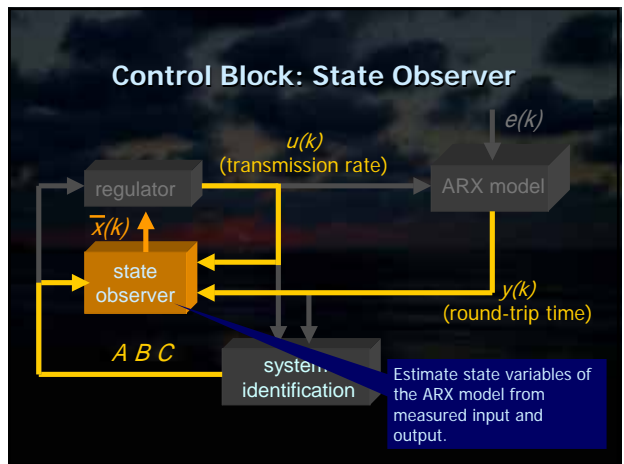 Control Block: State Observer
e(k)
u(k)
(transmission rate)
regulator
ARX model
x̄(k)
state
observer
y(k)
(round-trip time)
A B C
system
identification
Estimate state variables of
the ARX model from
measured input and
output.